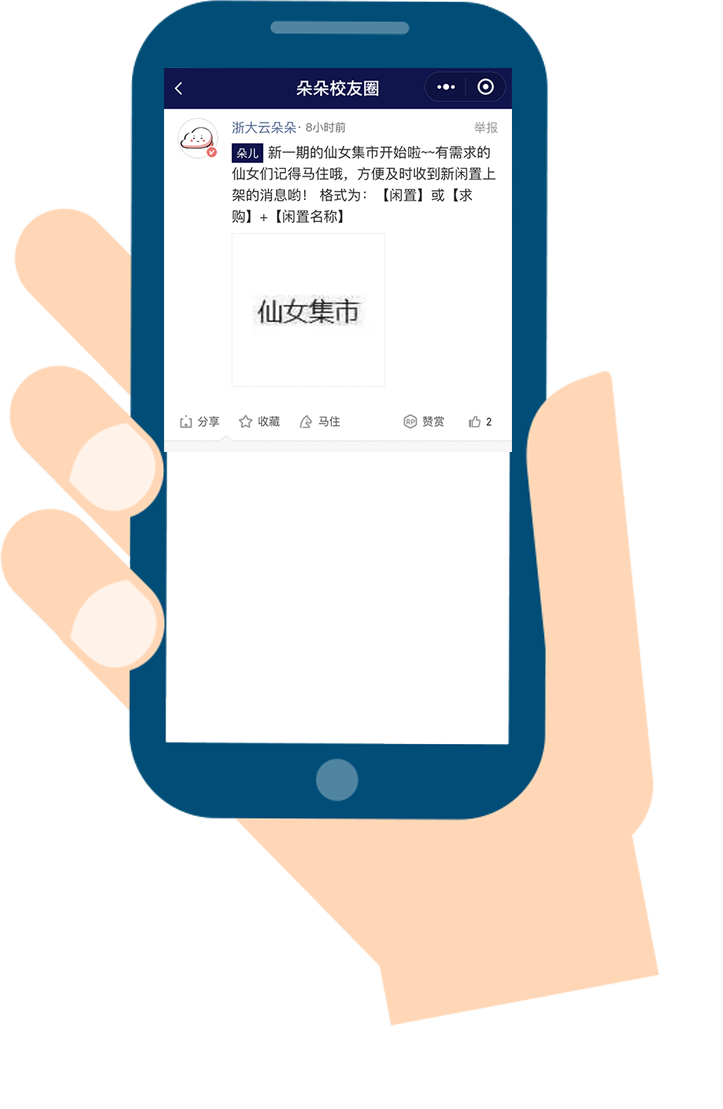 朵朵校友圈
浙大云朵朵· 8小时前
举报
朵儿 新一期的仙女集市开始啦~~有需求的
仙女们记得马住哦，方便及时收到新闲置上
架的消息哟！ 格式为：【闲置】或【求
购】+【闲置名称】
仙女集市
分享 收藏 马住 赞赏 2